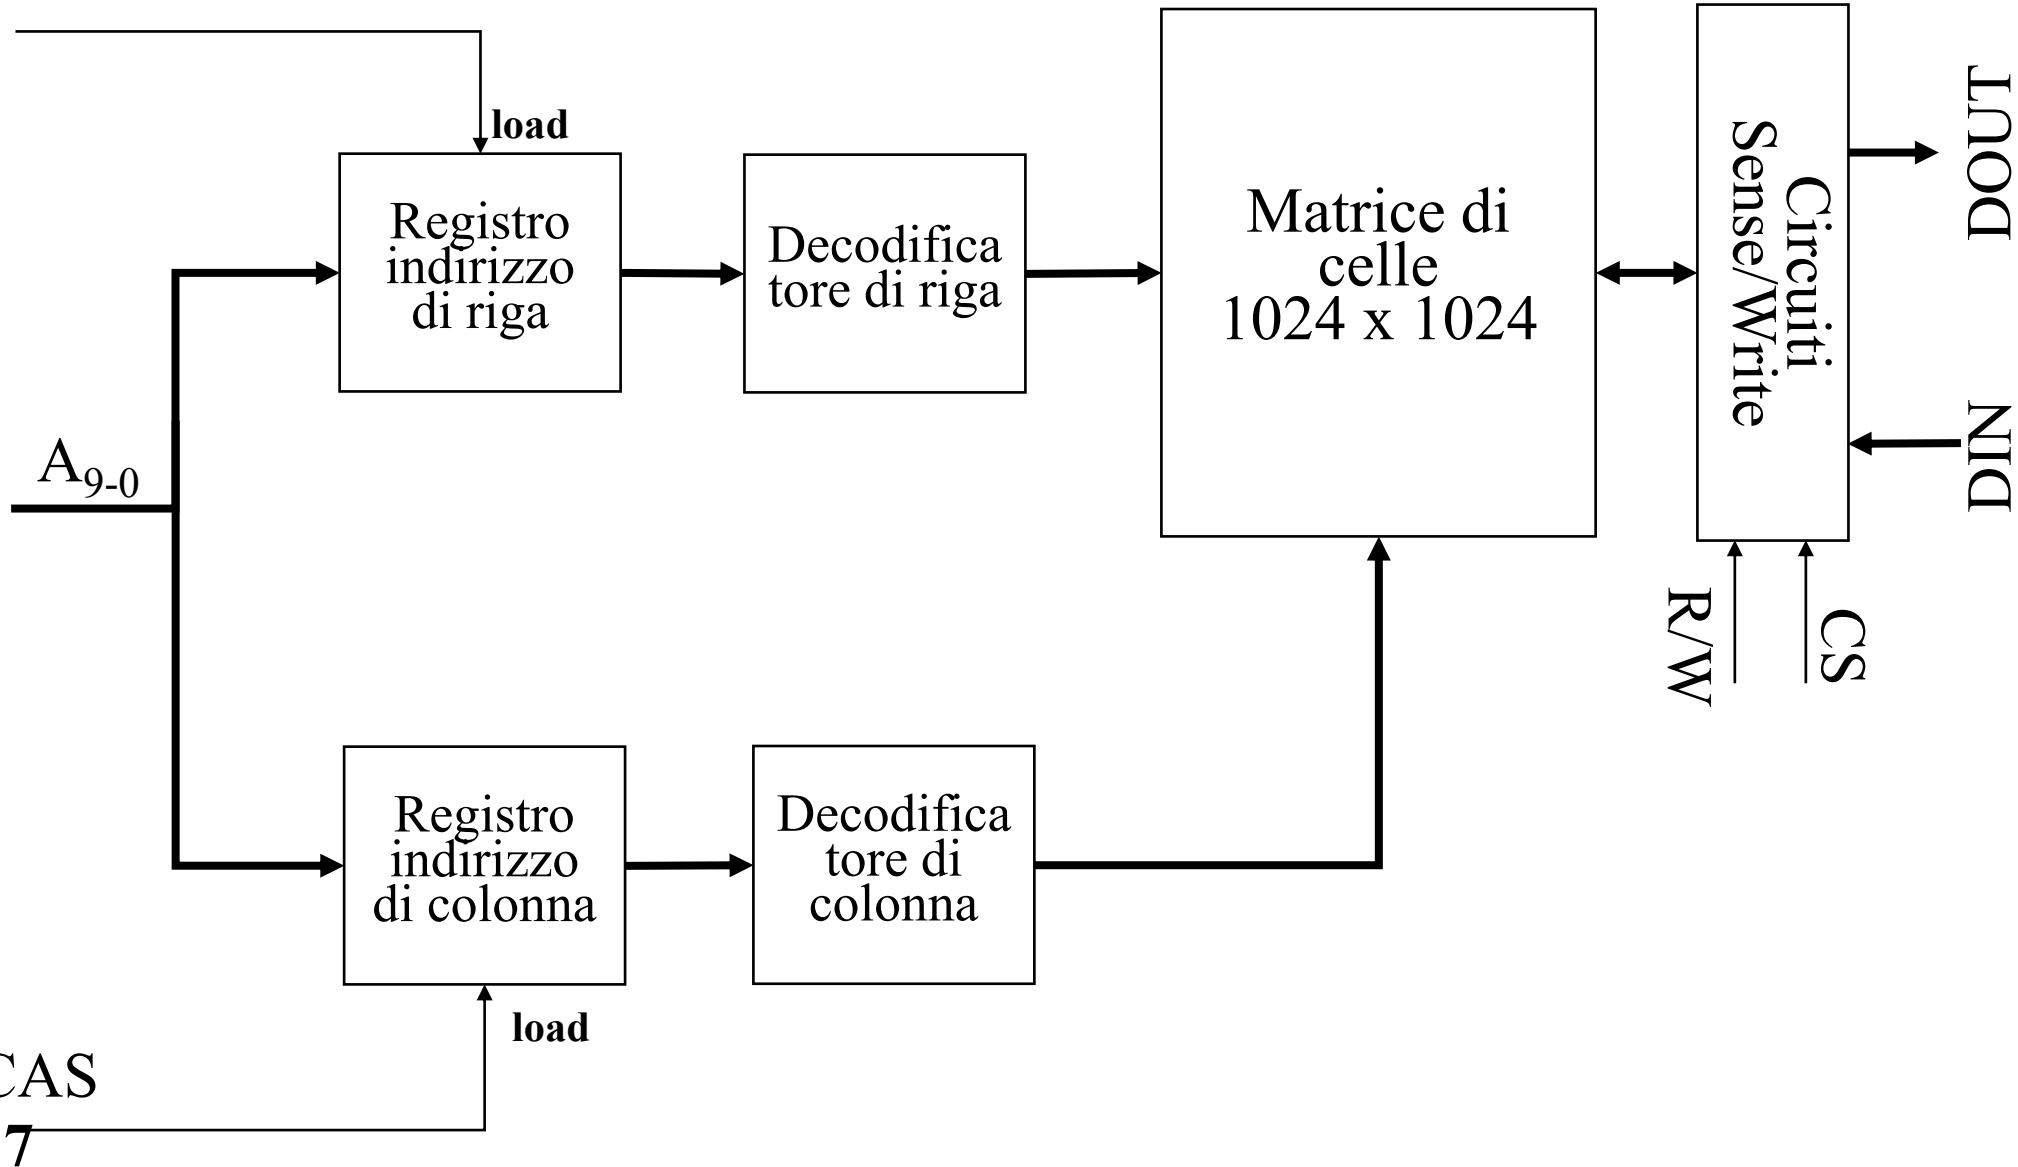 load
Registro
indirizzo
di riga
Decodifica
tore di riga
Matrice di
celle
1024 x 1024
Circuiti
Sense/Write
DOUT
DIN
A9-0
R/W
CS
Registro
indirizzo
di colonna
Decodifica
tore di
colonna
load
CAS
7